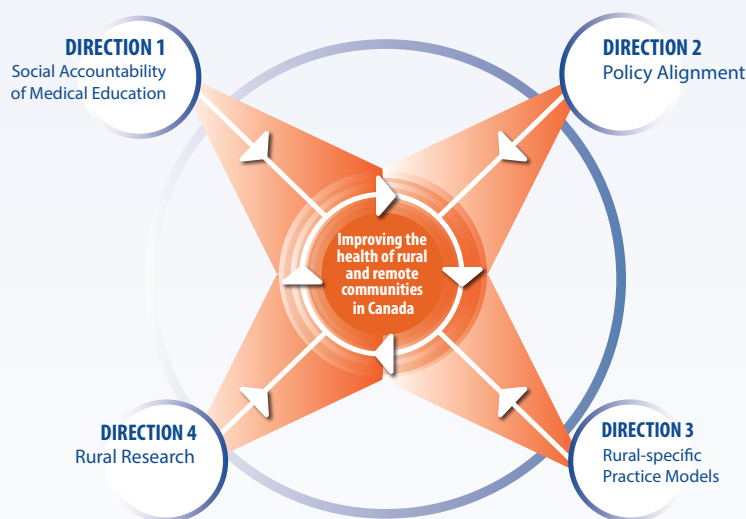 DIRECTION 1
Social Accountability
of Medical Education
DIRECTION 2
Policy Alignment
Improving the
health of rural
and remote
communities
in Canada
DIRECTION 4
Rural Research
DIRECTION 3
Rural-specific
Practice Models